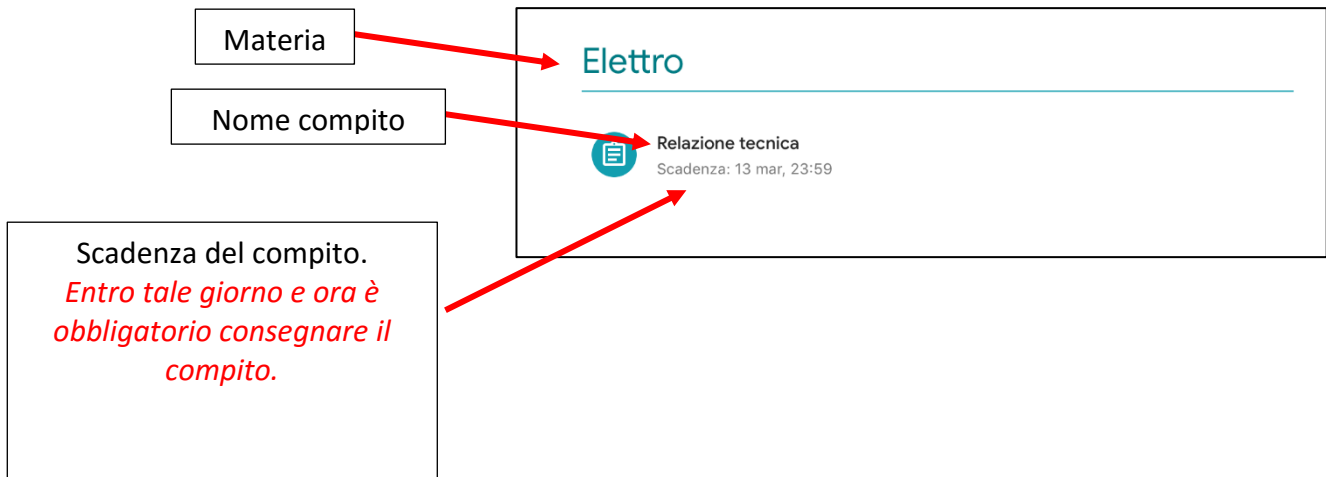 Materia
Elettro
Nome compito
Relazione tecnica
Scadenza: 13 mar, 23:59
Scadenza del compito.
Entro tale giorno e ora è
obbligatorio consegnare il
compito.